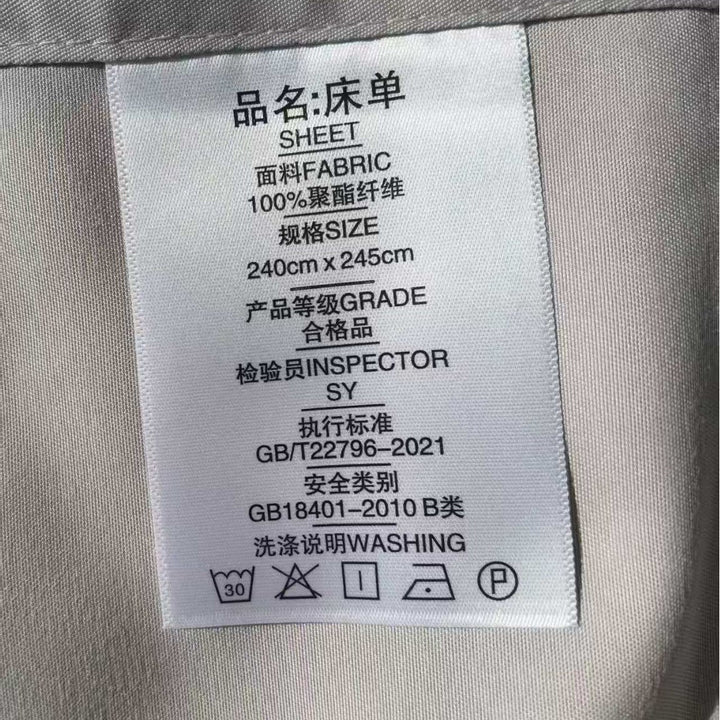 品名:床单
SHEET
面料FABRIC
100%聚酯纤维
规格SIZE
240cm x 245cm
产品等级GRADE
合格品
检验员INSPECTOR
SY
执行标准
GB/T22796-2021
安全类别
GB18401-2010 B类
洗涤说明WASHING
30 P